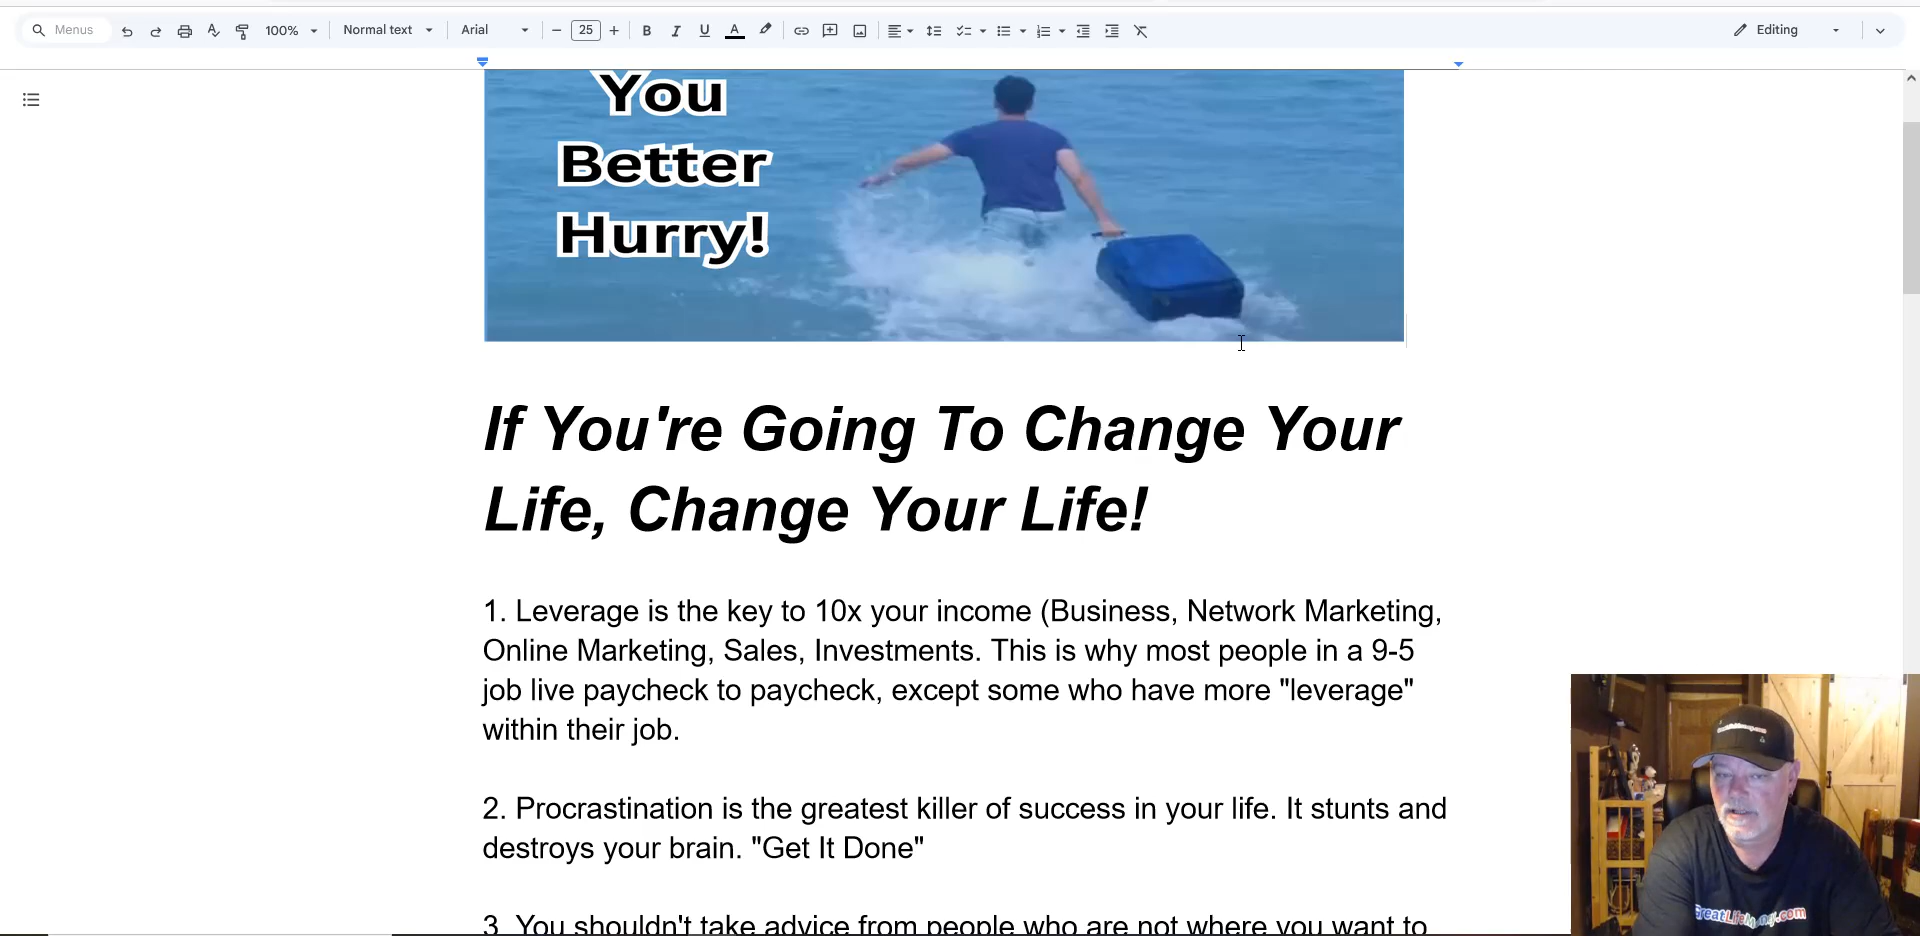 Menus
100%
Normal text
Arial
25
B
I
U
A
Editing
You
Better
Hurry!
If You're Going To Change Your
Life, Change Your Life!
1. Leverage is the key to 10x your income (Business, Network Marketing,
Online Marketing, Sales, Investments. This is why most people in a 9-5
job live paycheck to paycheck, except some who have more "leverage"
within their job.
2. Procrastination is the greatest killer of success in your life. It stunts and
destroys your brain. "Get It Done"
3. You shouldn't take advice from people who are not where you want to